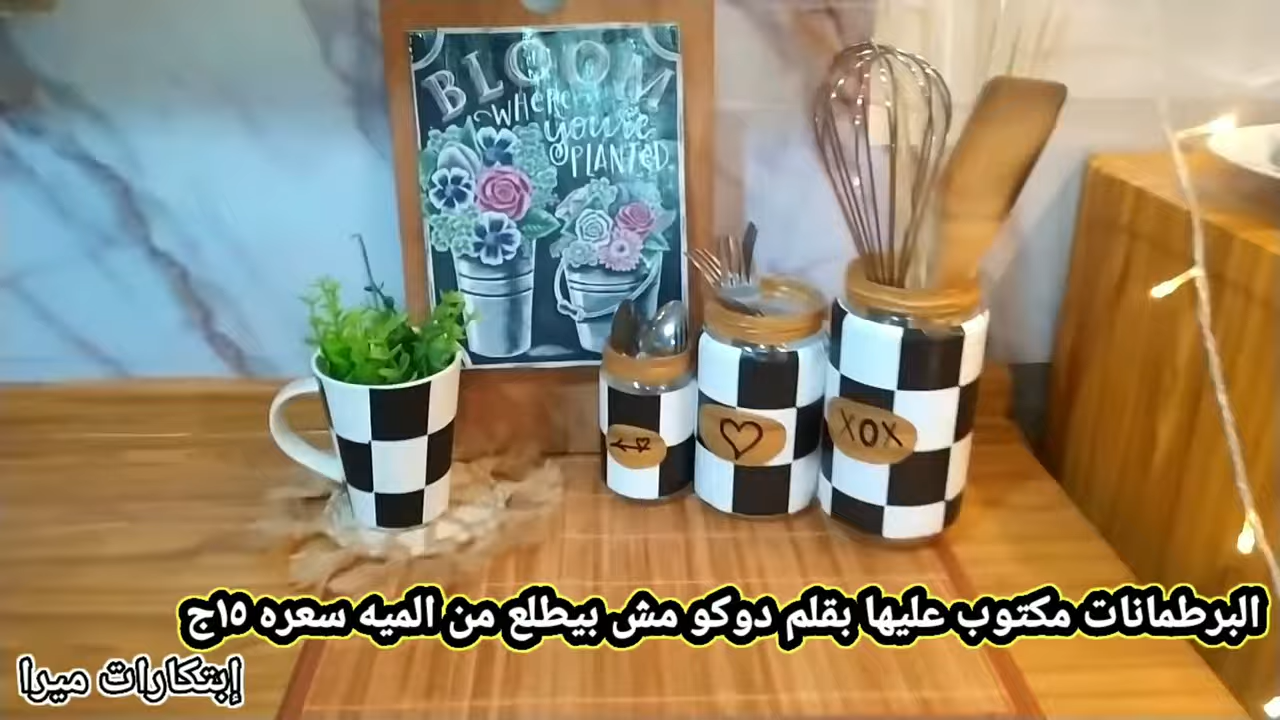 BLOOM
WHERE
you're
PLANTED
XOX
البرطمانات مكتوب عليها بقلم دوكو مش بيطلع من الميه سعره ١٥ج
إبتكارات ميرا